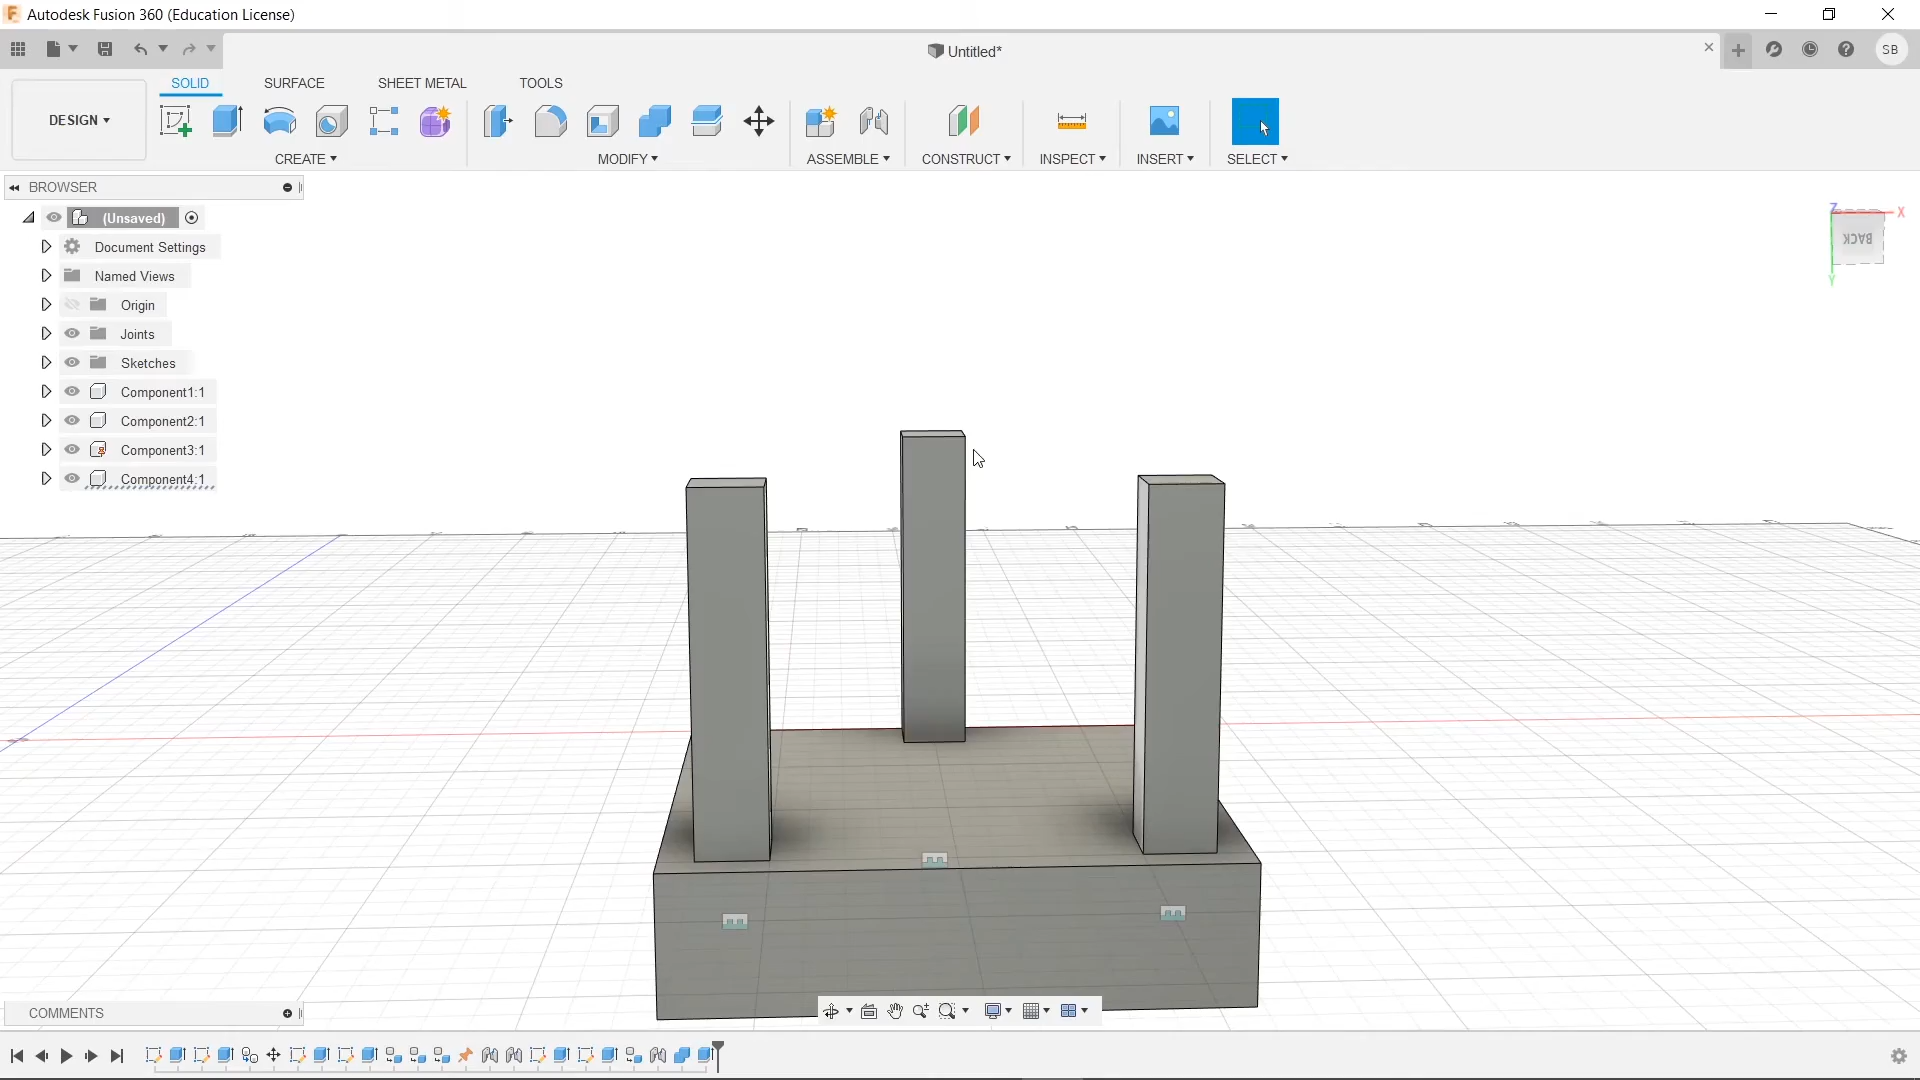 Autodesk Fusion 360 (Education License)
Untitled*
SB
DESIGN
SOLID
SURFACE
SHEET METAL
TOOLS
CREATE
MODIFY
ASSEMBLE
CONSTRUCT
INSPECT
INSERT
SELECT
BROWSER
(Unsaved)
Document Settings
Named Views
Origin
Joints
Sketches
Component1:1
Component2:1
Component3:1
Component4:1
Z
X
BACK
Y
COMMENTS